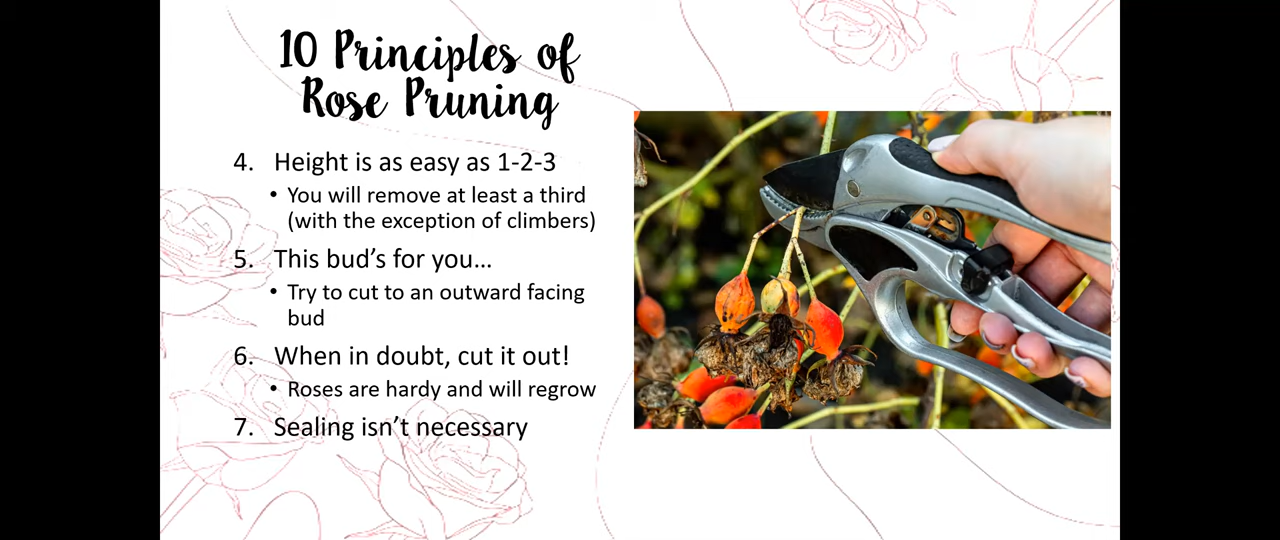 10 Principles of
Rose Pruning
4. Height is as easy as 1-2-3
• You will remove at least a third
(with the exception of climbers)
5. This bud's for you...
• Try to cut to an outward facing
bud
6. When in doubt, cut it out!
• Roses are hardy and will regrow
7. Sealing isn't necessary